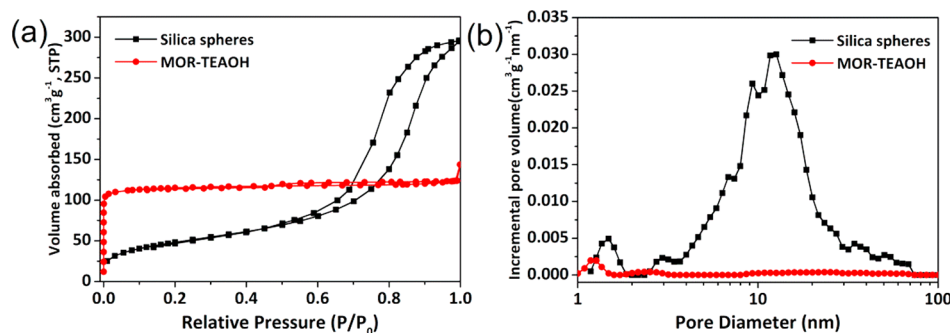 (a)
Volume absorbed (cm³g⁻¹, STP)
300
250
200
150
100
50
0
Silica spheres
MOR-TEAOH
0.0 0.2 0.4 0.6 0.8 1.0
Relative Pressure (P/P₀)
(b)
Incremental pore volume(cm³g⁻¹nm⁻¹)
0.035
0.030
0.025
0.020
0.015
0.010
0.005
0.000
Silica spheres
MOR-TEAOH
1 10 100
Pore Diameter (nm)